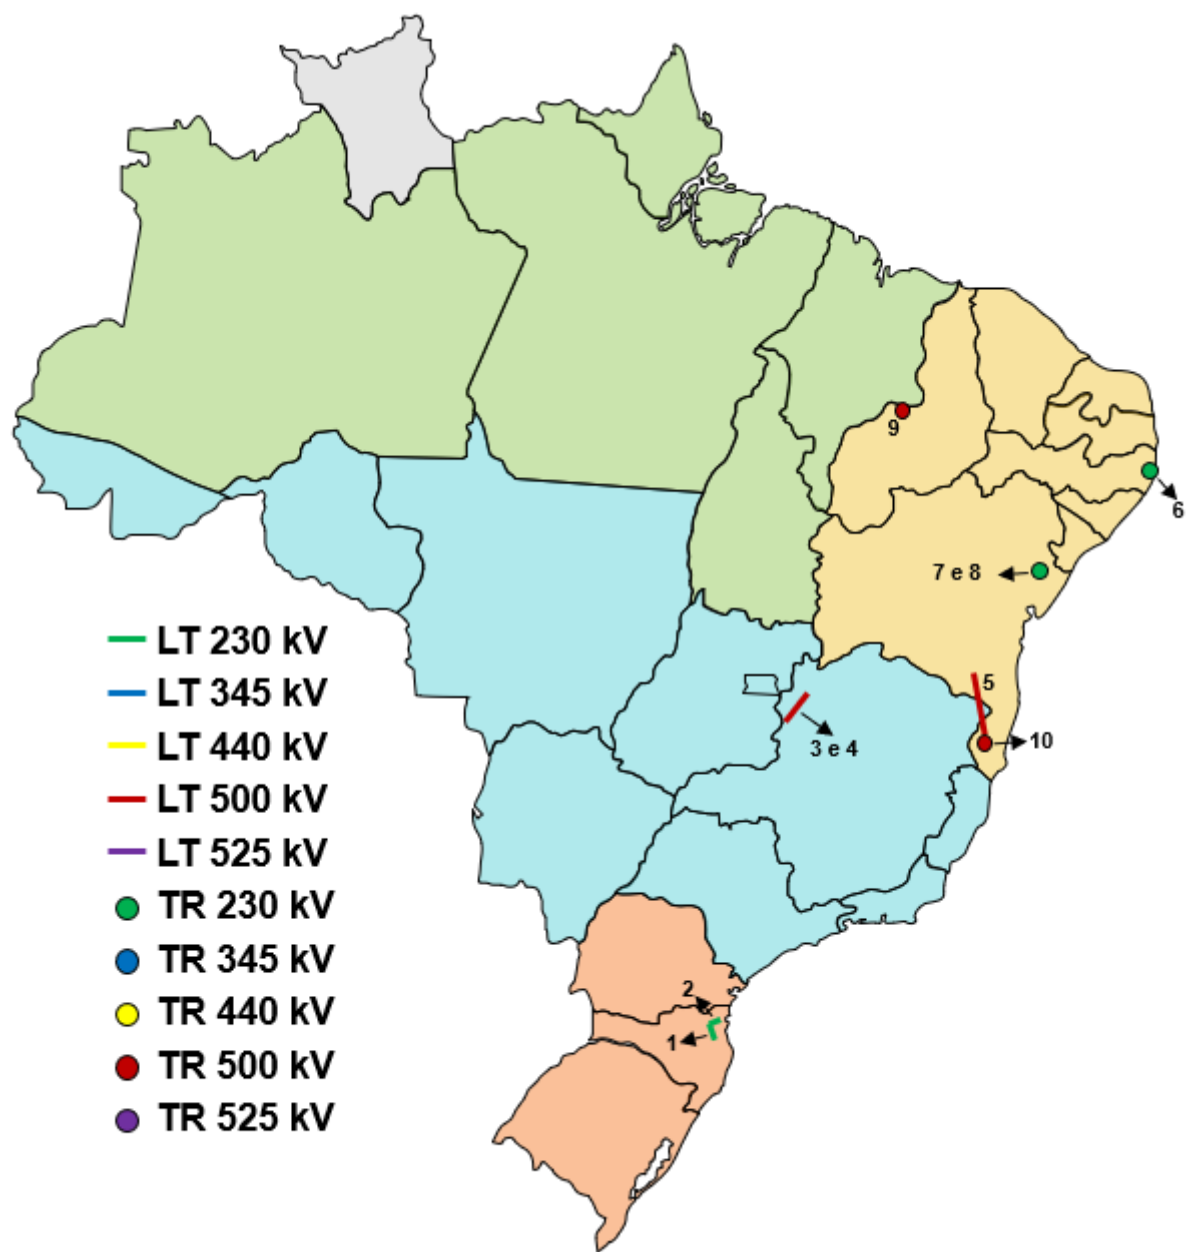 9
6
7 e 8
5
10
3 e 4
LT 230 kV
LT 345 kV
LT 440 kV
LT 500 kV
LT 525 kV
TR 230 kV
TR 345 kV
TR 440 kV
TR 500 kV
TR 525 kV
2
1